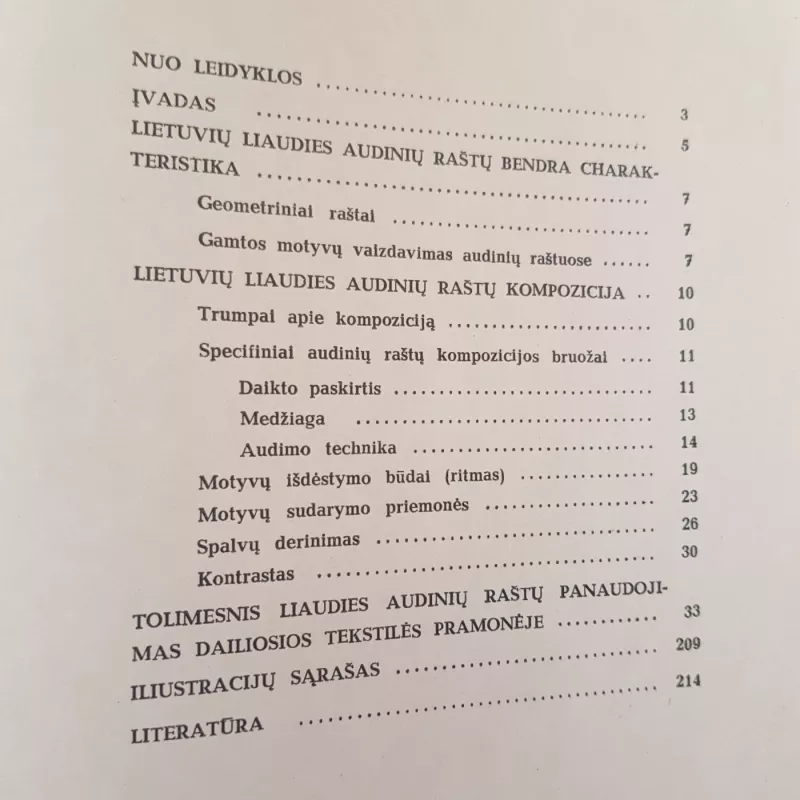 NUO LEIDYKLOS .................................. 3
ĮVADAS .................................. 5
LIETUVIŲ LIAUDIES AUDINIŲ RAŠTŲ BENDRA CHARAK-
TERISTIKA .................................. 7
Geometriniai raštai .................................. 7
Gamtos motyvų vaizdavimas audinių raštuose ...... 7
LIETUVIŲ LIAUDIES AUDINIŲ RAŠTŲ KOMPOZICIJA .. 10
Trumpai apie kompoziciją .......................... 10
Specifiniai audinių raštų kompozicijos bruožai .... 11
Daikto paskirtis .............................. 11
Medžiaga .................................. 13
Audimo technika .............................. 14
Motyvų išdėstymo būdai (ritmas) ................ 19
Motyvų sudarymo priemonės .................... 23
Spalvų derinimas .................................. 26
Kontrastas .................................. 30
TOLIMESNIS LIAUDIES AUDINIŲ RAŠTŲ PANAUDOJI-
MAS DAILIOSIOS TEKSTILĖS PRAMONĖJE ............ 33
ILIUSTRACIJŲ SĄRAŠAS .............................. 209
LITERATŪRA .................................. 214